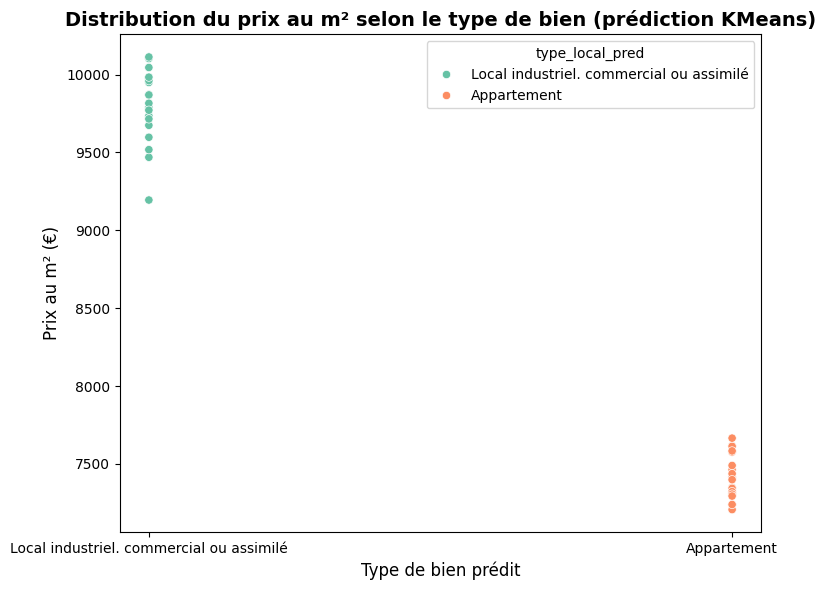 Distribution du prix au m² selon le type de bien (prédiction KMeans)
type_local_pred
Local industriel. commercial ou assimilé
Appartement
10000
9500
9000
8500
8000
7500
Prix au m² (€)
Local industriel. commercial ou assimilé
Appartement
Type de bien prédit